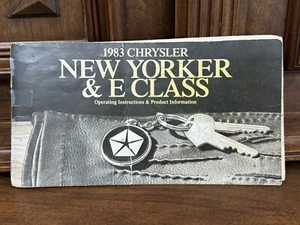 1983 CHRYSLER
NEW YORKER
& E CLASS
Operating Instructions & Product Information